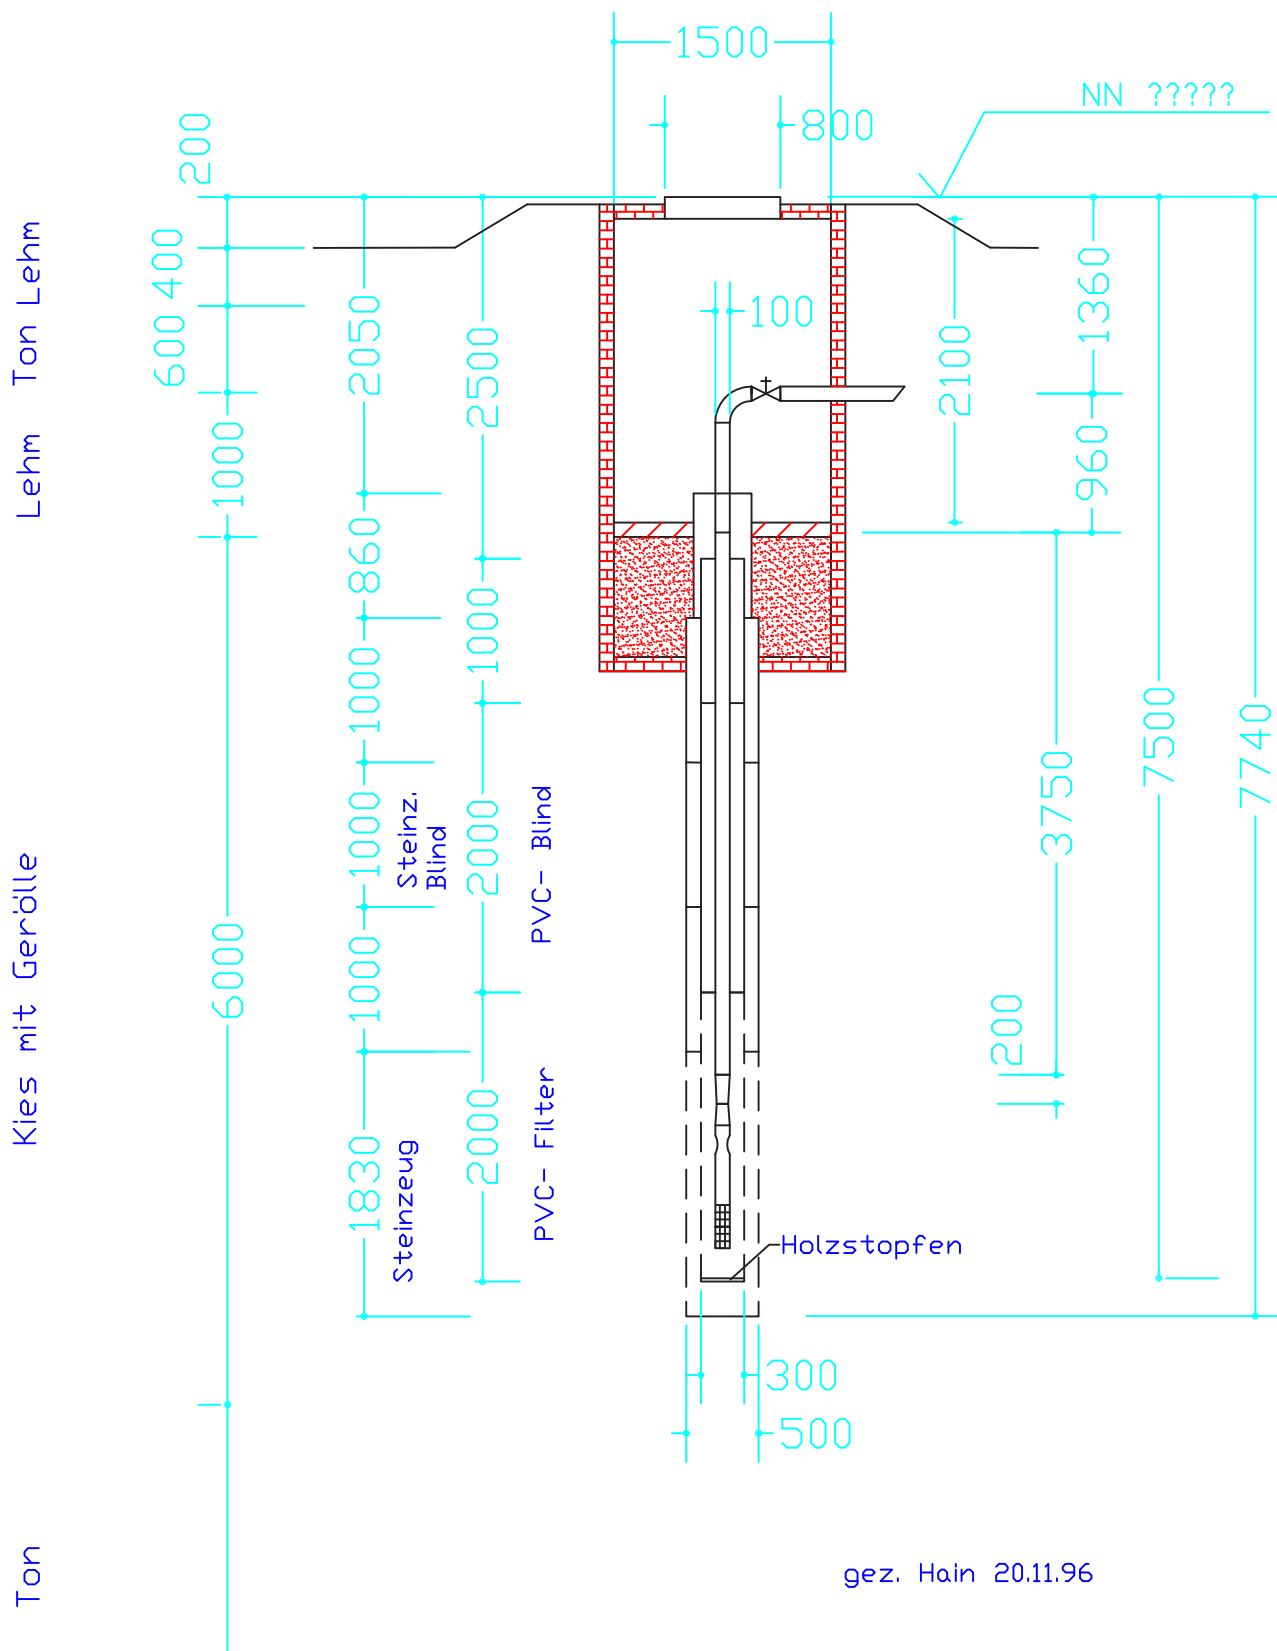 1500
800
NN ?????
200
400
600
1000
6000
2050
860
1000
1000
1000
1830
2500
1000
2000
2000
100
2100
1360
960
3750
200
7500
7740
Lehm
Ton
Lehm
Kies mit Gerölle
Ton
Steinz.
Blind
Steinzeug
PVC- Blind
PVC- Filter
Holzstopfen
300
500
gez. Hain 20.11.96